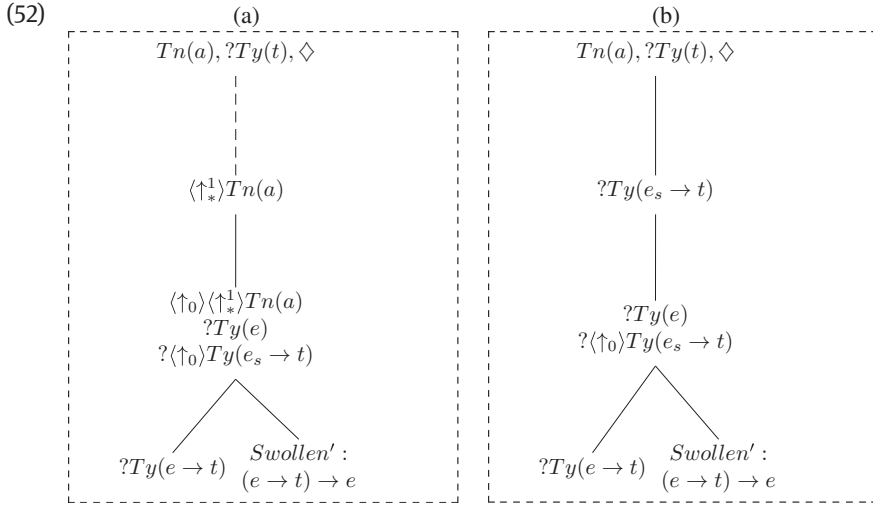 (52) (a) (b)
Tn(a), ?Ty(t), ◇
⟨↑¹∗⟩Tn(a)
⟨↑₀⟩⟨↑¹∗⟩Tn(a)
?Ty(e)
?⟨↑₀⟩Ty(eₛ → t)
?Ty(e → t)
Swollen′ :
(e → t) → e
Tn(a), ?Ty(t), ◇
?Ty(eₛ → t)
?Ty(e)
?⟨↑₀⟩Ty(eₛ → t)
?Ty(e → t)
Swollen′ :
(e → t) → e